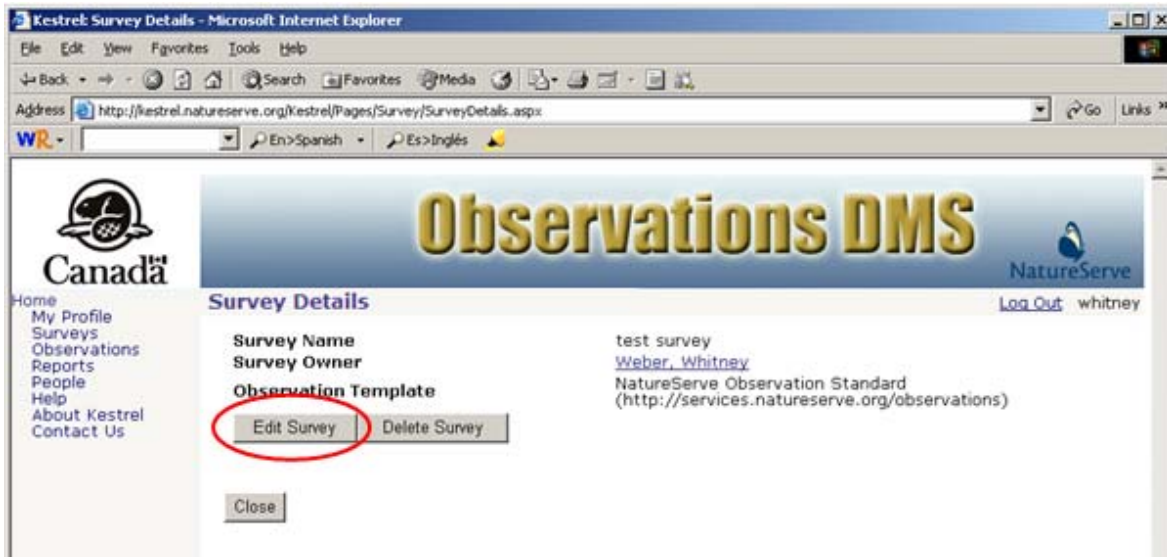 Kestrel: Survey Details - Microsoft Internet Explorer
File Edit View Favorites Tools Help
Back Search Favorites Media
Address http://kestrel.natureserve.org/Kestrel/Pages/Survey/SurveyDetails.aspx Go Links »
WR En>Spanish Es>Inglés
Canada
Observations DMS
NatureServe
Home
My Profile
Surveys
Observations
Reports
People
Help
About Kestrel
Contact Us
Survey Details Log Out whitney
Survey Name test survey
Survey Owner Weber, Whitney
Observation Template NatureServe Observation Standard
(http://services.natureserve.org/observations)
Edit Survey Delete Survey
Close